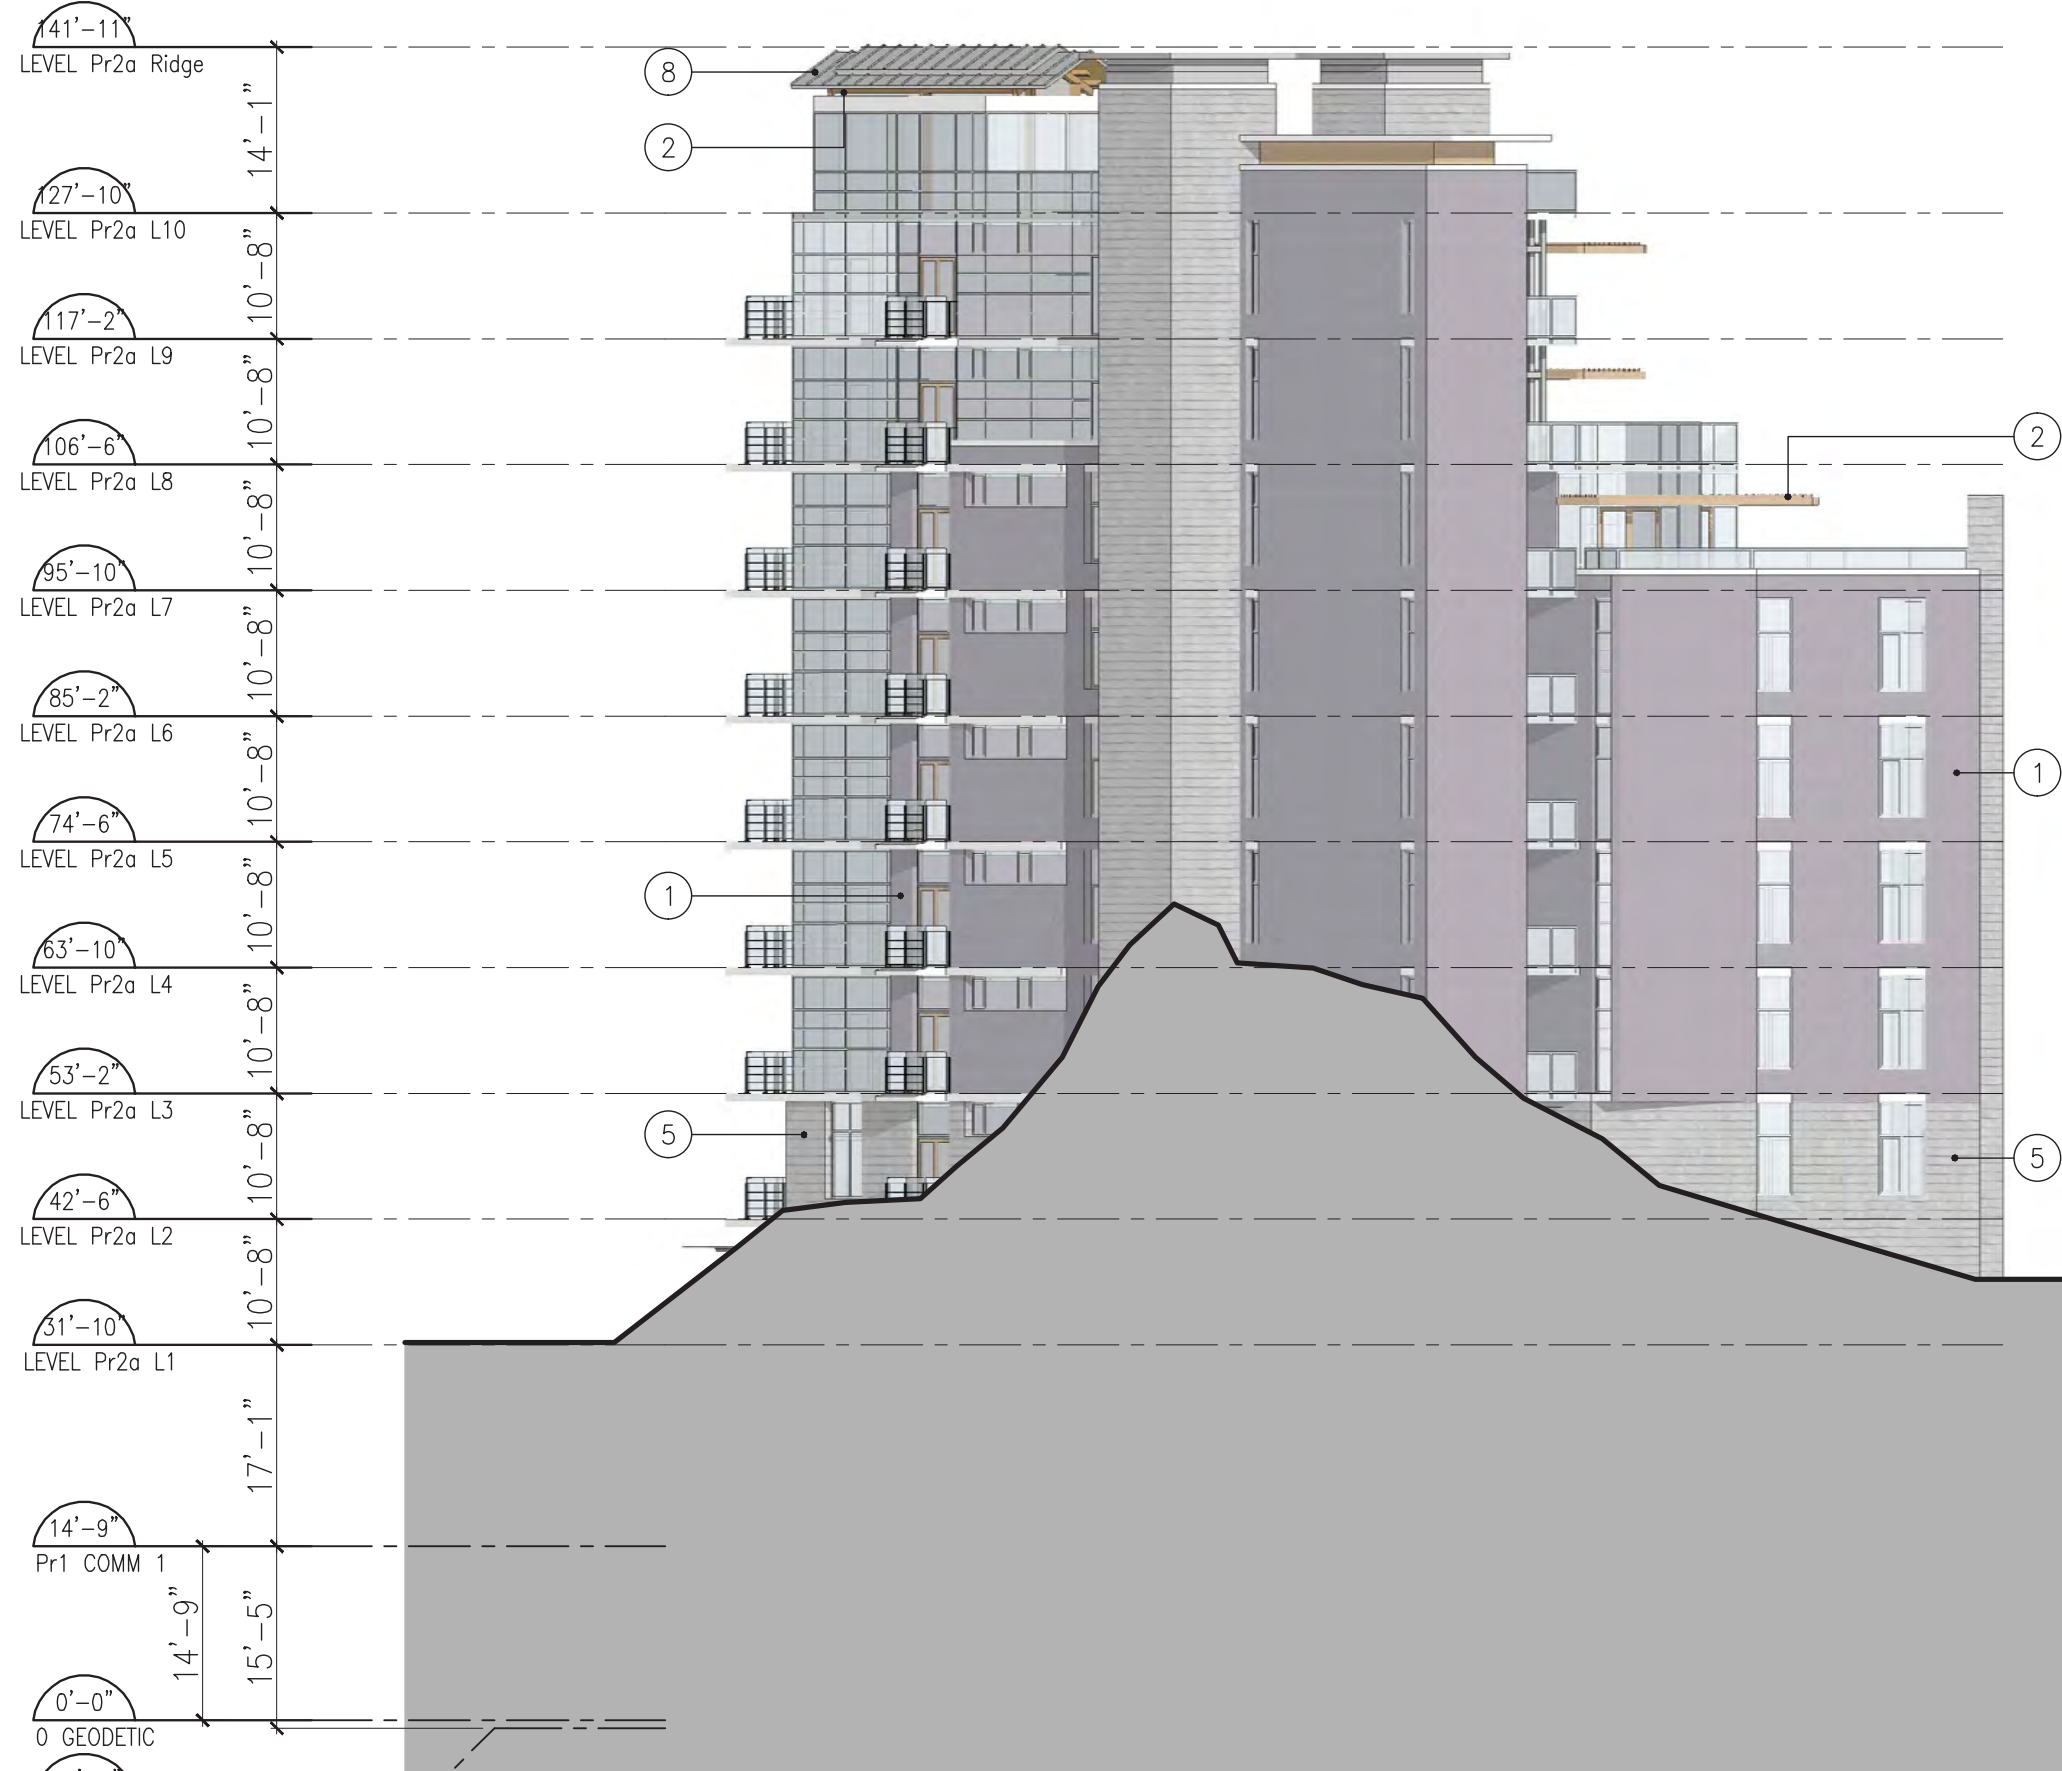 141'-11"
LEVEL Pr2a Ridge
8
14'-1"
2
127'-10"
LEVEL Pr2a L10
10'-8"
117'-2"
LEVEL Pr2a L9
10'-8"
106'-6"
LEVEL Pr2a L8
2
10'-8"
95'-10"
LEVEL Pr2a L7
10'-8"
85'-2"
LEVEL Pr2a L6
1
10'-8"
74'-6"
LEVEL Pr2a L5
1
10'-8"
63'-10"
LEVEL Pr2a L4
10'-8"
53'-2"
LEVEL Pr2a L3
5
5
10'-8"
42'-6"
LEVEL Pr2a L2
10'-8"
31'-10"
LEVEL Pr2a L1
17'-1"
14'-9"
Pr1 COMM 1
14'-9"
15'-5"
0'-0"
0 GEODETIC